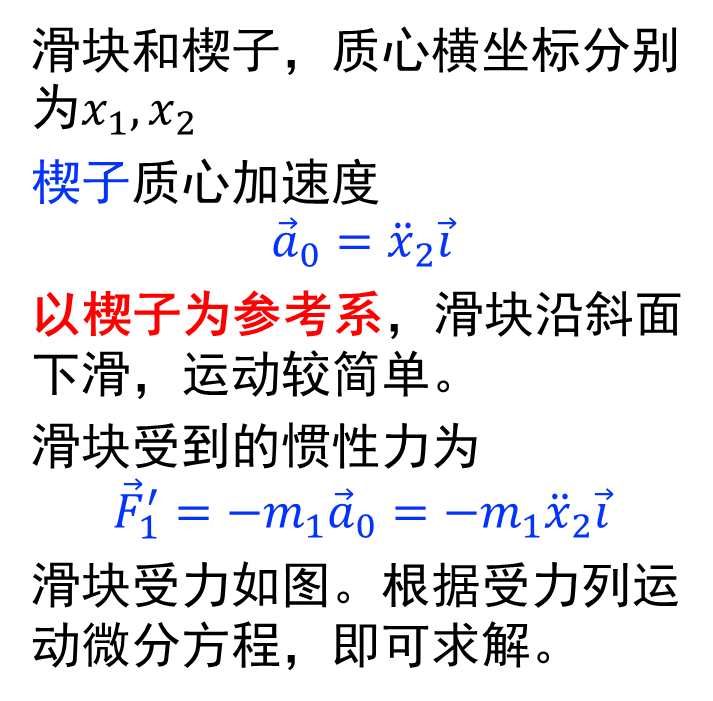 滑块和楔子，质心横坐标分别
为x₁, x₂
楔子质心加速度
a⃗₀ = ẍ₂i⃗
以楔子为参考系，滑块沿斜面
下滑，运动较简单。
滑块受到的惯性力为
F⃗₁′ = −m₁a⃗₀ = −m₁ẍ₂i⃗
滑块受力如图。根据受力列运
动微分方程，即可求解。